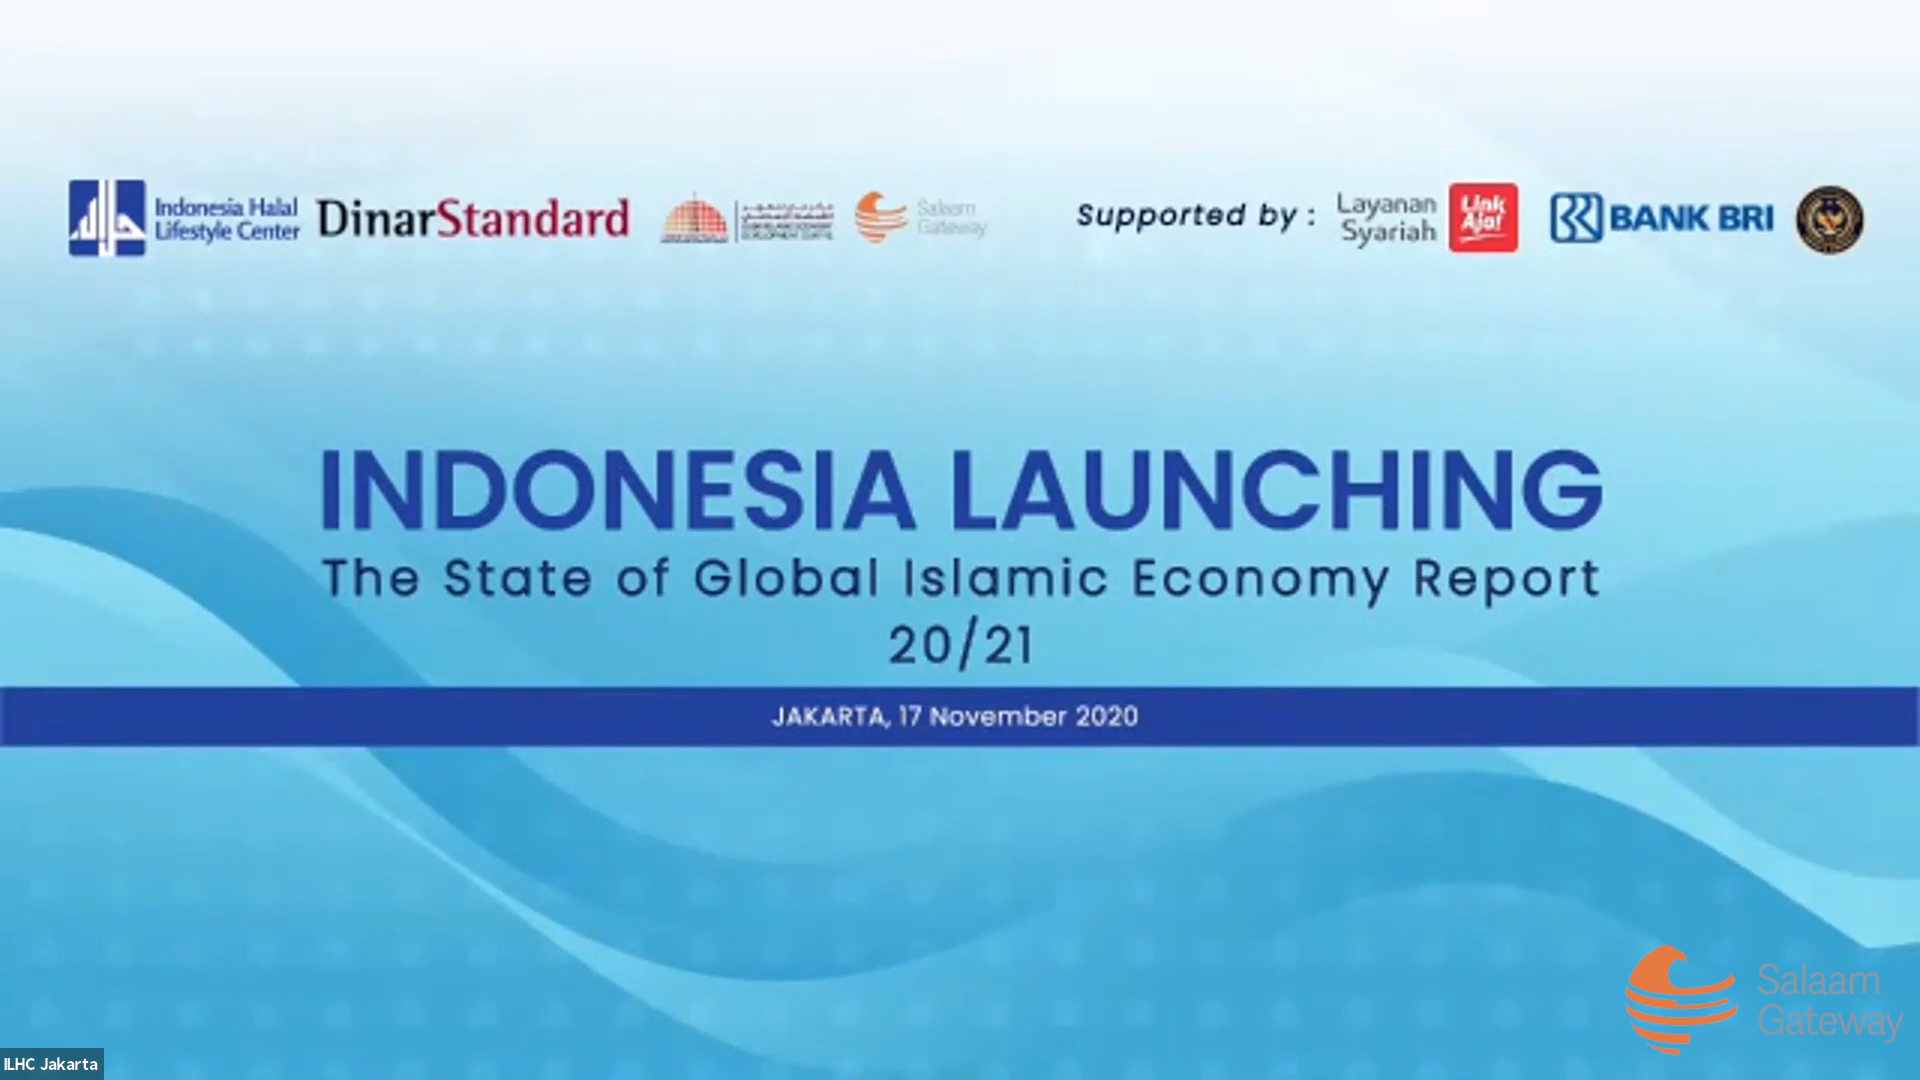 Indonesia Halal
Lifestyle Center
DinarStandard
Salaam
Gateway
Supported by :
Layanan
Syariah
Link
Aja!
BANK BRI
INDONESIA LAUNCHING
The State of Global Islamic Economy Report
20/21
JAKARTA, 17 November 2020
Salaam
Gateway
ILHC Jakarta